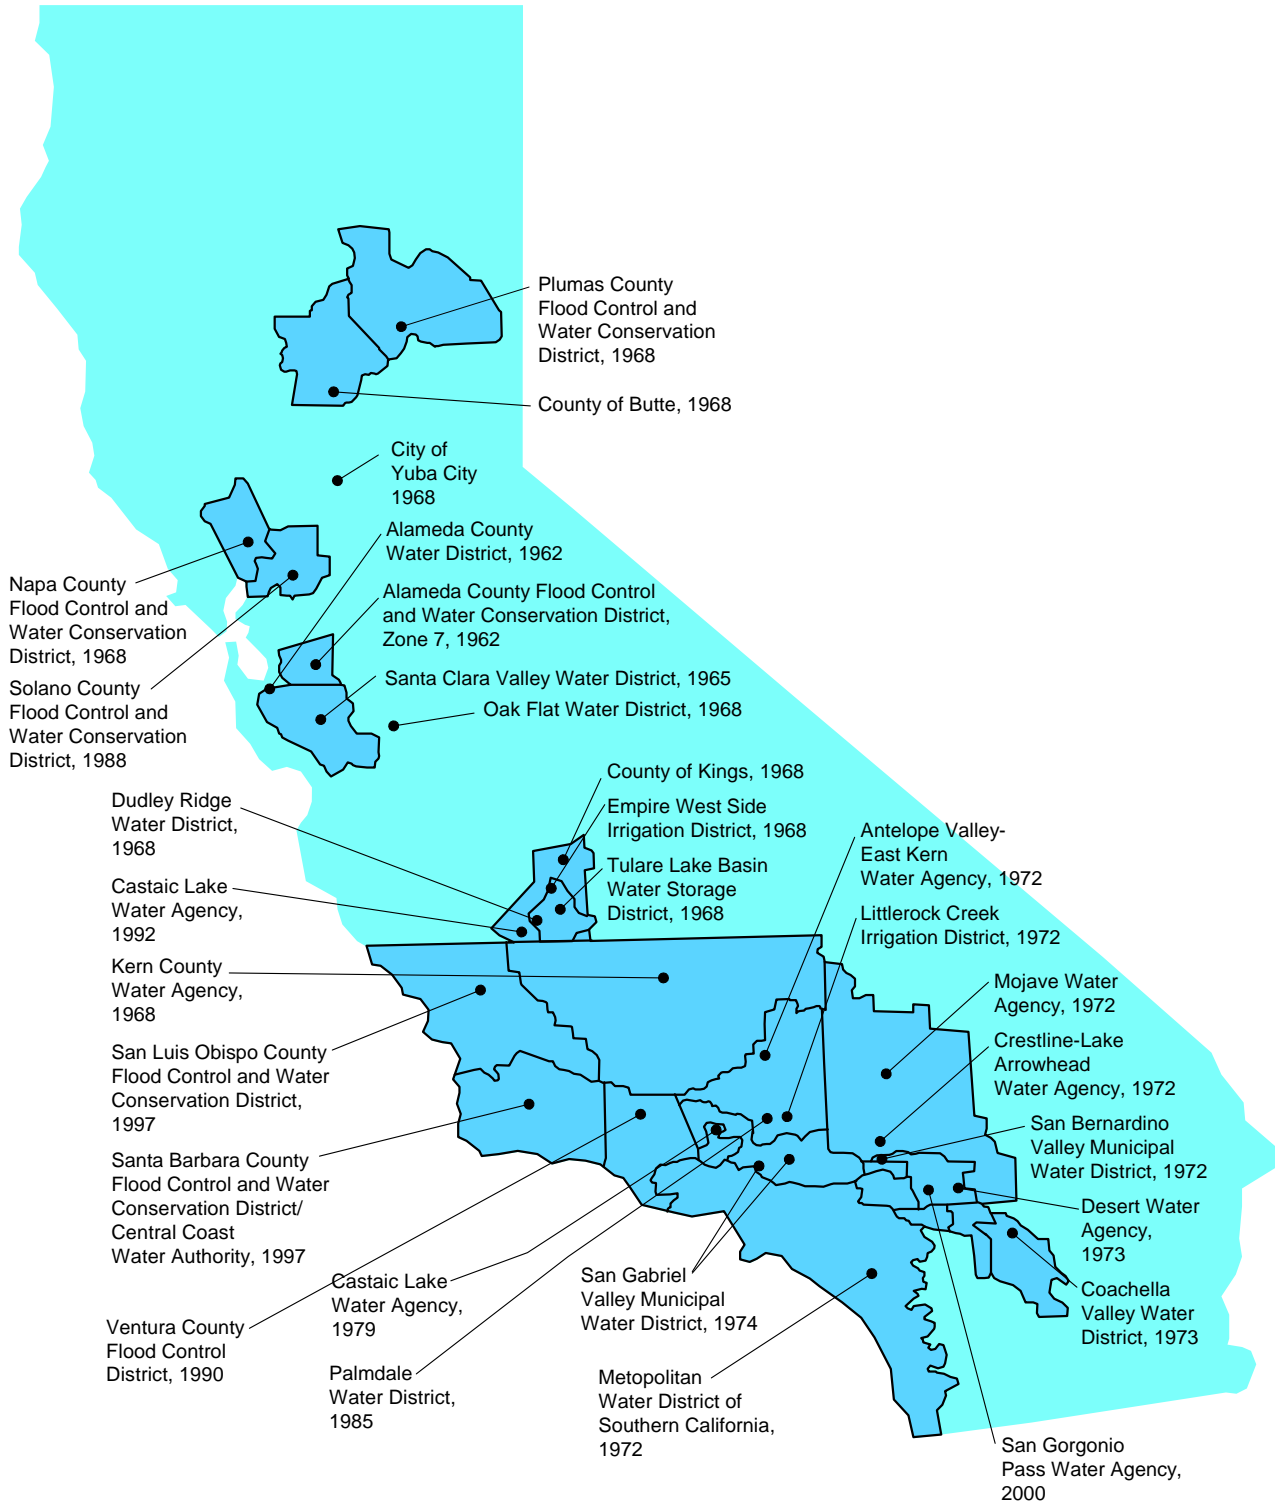 Plumas County
Flood Control and
Water Conservation
District, 1968
County of Butte, 1968
City of
Yuba City
1968
Alameda County
Water District, 1962
Napa County
Flood Control and
Water Conservation
District, 1968
Alameda County Flood Control
and Water Conservation District,
Zone 7, 1962
Solano County
Flood Control and
Water Conservation
District, 1988
Santa Clara Valley Water District, 1965
Oak Flat Water District, 1968
County of Kings, 1968
Dudley Ridge
Water District,
1968
Empire West Side
Irrigation District, 1968
Antelope Valley-
East Kern
Water Agency, 1972
Tulare Lake Basin
Water Storage
District, 1968
Castaic Lake
Water Agency,
1992
Littlerock Creek
Irrigation District, 1972
Kern County
Water Agency,
1968
Mojave Water
Agency, 1972
San Luis Obispo County
Flood Control and Water
Conservation District,
1997
Crestline-Lake
Arrowhead
Water Agency, 1972
San Bernardino
Valley Municipal
Water District, 1972
Santa Barbara County
Flood Control and Water
Conservation District/
Central Coast
Water Authority, 1997
Desert Water
Agency,
1973
Castaic Lake
Water Agency,
1979
San Gabriel
Valley Municipal
Water District, 1974
Coachella
Valley Water
District, 1973
Ventura County
Flood Control
District, 1990
Palmdale
Water District,
1985
Metopolitan
Water District of
Southern California,
1972
San Gorgonio
Pass Water Agency,
2000